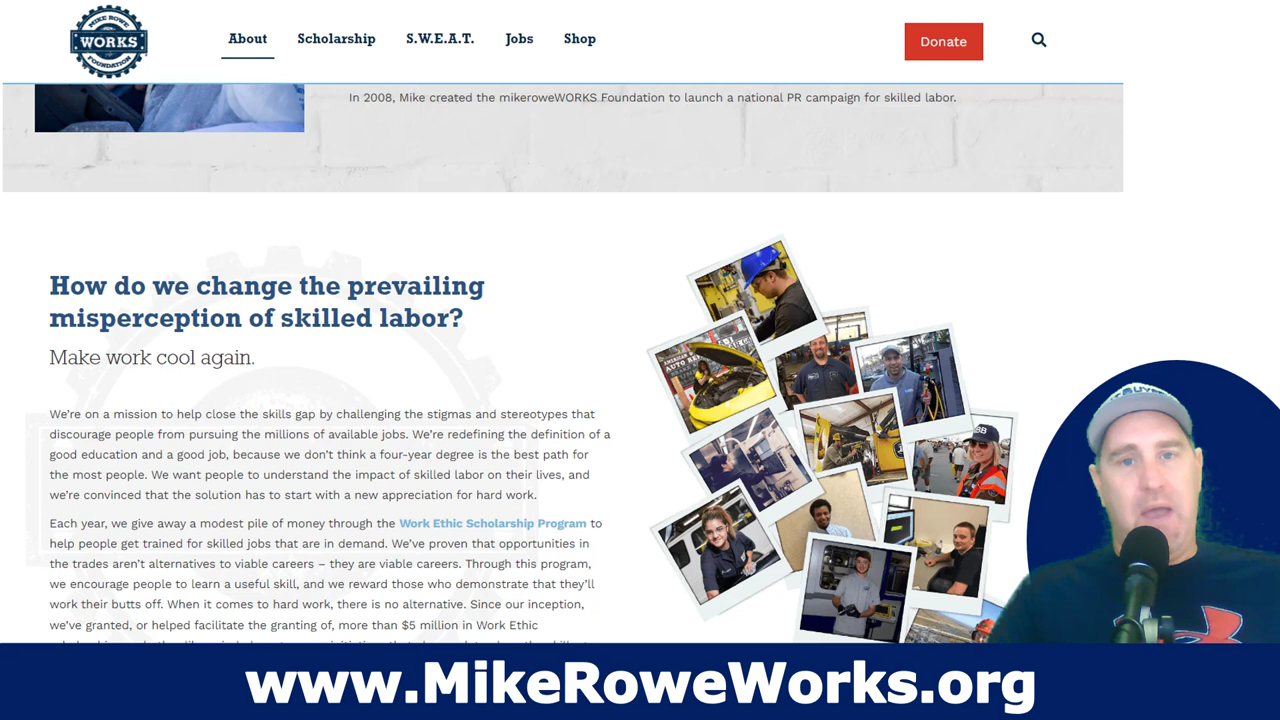 MIKE ROWE
WORKS
FOUNDATION
About
Scholarship
S.W.E.A.T.
Jobs
Shop
Donate
In 2008, Mike created the mikeroweWORKS Foundation to launch a national PR campaign for skilled labor.
How do we change the prevailing
misperception of skilled labor?
Make work cool again.
We're on a mission to help close the skills gap by challenging the stigmas and stereotypes that
discourage people from pursuing the millions of available jobs. We're redefining the definition of a
good education and a good job, because we don't think a four-year degree is the best path for
the most people. We want people to understand the impact of skilled labor on their lives, and
we're convinced that the solution has to start with a new appreciation for hard work.
Each year, we give away a modest pile of money through the Work Ethic Scholarship Program to
help people get trained for skilled jobs that are in demand. We've proven that opportunities in
the trades aren't alternatives to viable careers – they are viable careers. Through this program,
we encourage people to learn a useful skill, and we reward those who demonstrate that they'll
work their butts off. When it comes to hard work, there is no alternative. Since our inception,
we've granted, or helped facilitate the granting of, more than $5 million in Work Ethic
www.MikeRoweWorks.org